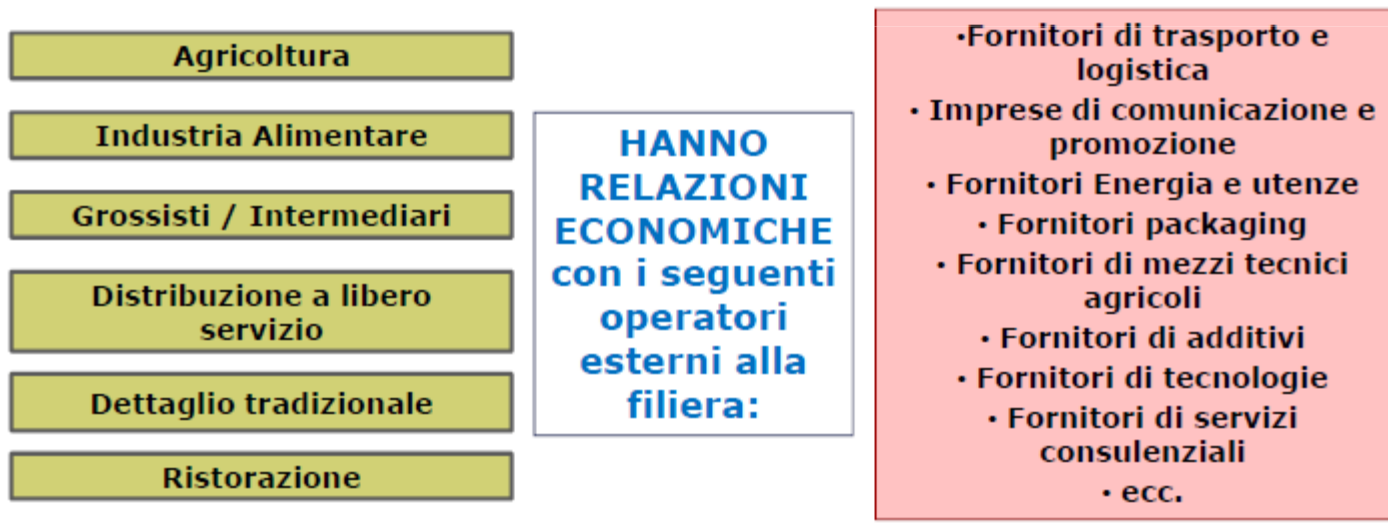 Agricoltura
Industria Alimentare
Grossisti / Intermediari
Distribuzione a libero
servizio
Dettaglio tradizionale
Ristorazione
HANNO
RELAZIONI
ECONOMICHE
con i seguenti
operatori
esterni alla
filiera:
•Fornitori di trasporto e
logistica
• Imprese di comunicazione e
promozione
• Fornitori Energia e utenze
• Fornitori packaging
• Fornitori di mezzi tecnici
agricoli
• Fornitori di additivi
• Fornitori di tecnologie
• Fornitori di servizi
consulenziali
• ecc.